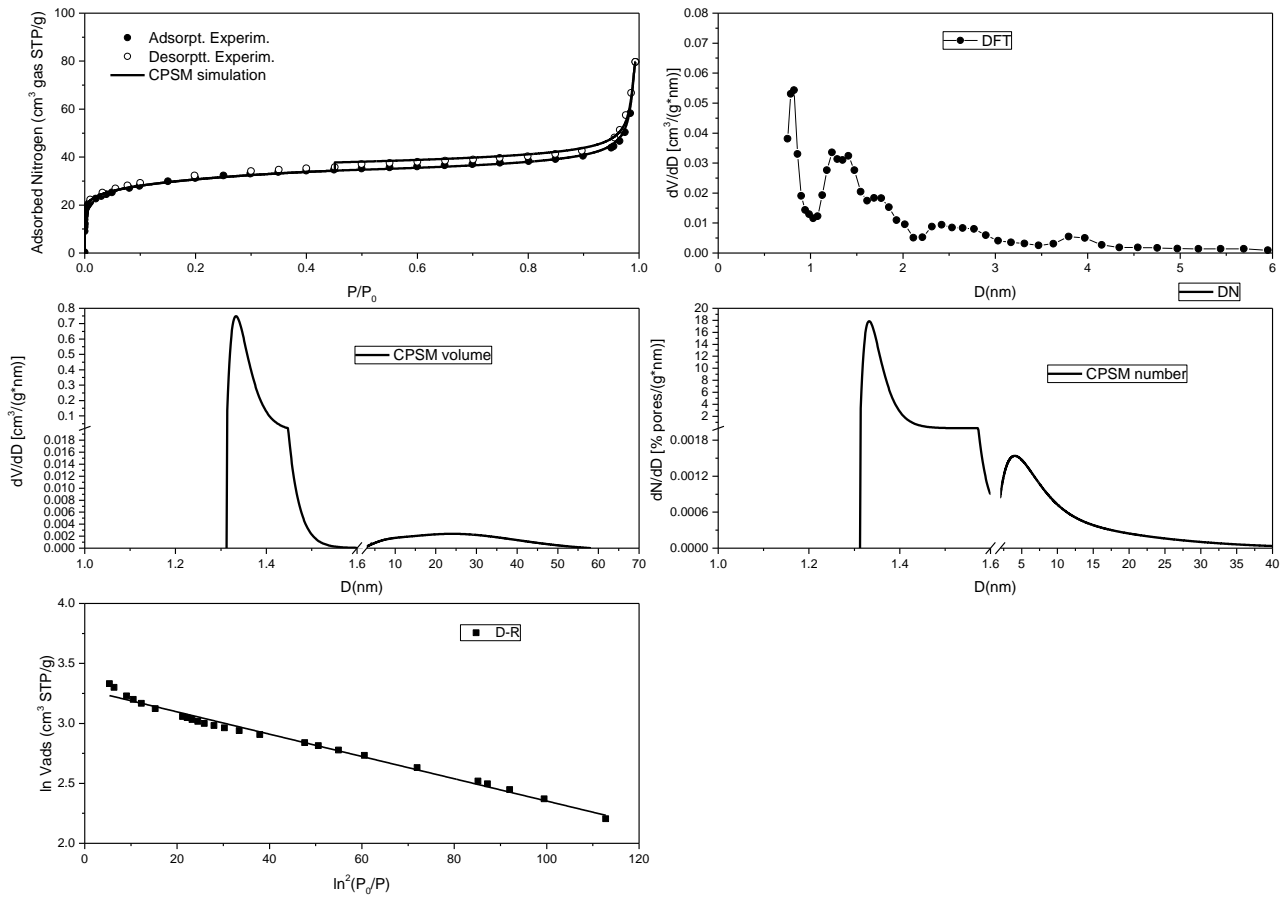 100
80
60
40
20
0
Adsorbed Nitrogen (cm³ gas STP/g)
Adsorpt. Experim.
Desorptt. Experim.
CPSM simulation
0.0 0.2 0.4 0.6 0.8 1.0
P/P₀
0.08
0.07
0.06
0.05
0.04
0.03
0.02
0.01
0.00
dV/dD [cm³/(g*nm)]
DFT
1 2 3 4 5 6
D(nm)
DN
0.8
0.7
0.6
0.5
0.4
0.3
0.2
0.1
0.018
0.016
0.014
0.012
0.010
0.008
0.006
0.004
0.002
0.000
dV/dD [cm³/(g*nm)]
CPSM volume
1.0 1.2 1.4 1.6 10 20 30 40 50 60 70
D(nm)
20
18
16
14
12
10
8
6
4
2
0.0018
0.0012
0.0006
0.0000
dN/dD [% pores/(g*nm)]
CPSM number
1.0 1.2 1.4 1.6 5 10 15 20 25 30 35 40
D(nm)
4.0
3.5
3.0
2.5
2.0
ln Vads (cm³ STP/g)
D-R
0 20 40 60 80 100 120
ln²(P₀/P)